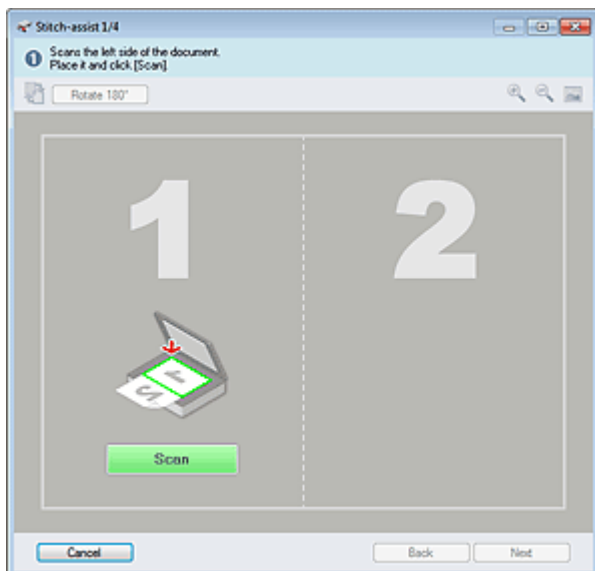 Stitch-assist 1/4
1 Scans the left side of the document.
Place it and click [Scan]
Rotate 180°
1 2
Scan
Cancel Back Next